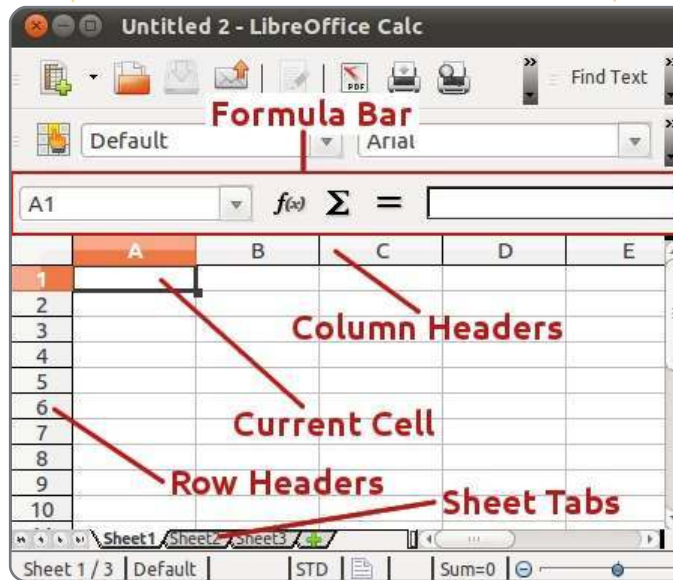 Untitled 2 - LibreOffice Calc
PDF
»
Find Text
Formula Bar
Default
Arial
A1
f(x) Σ =
A B C D E
1
2
3
Column Headers
4
5
6
Current Cell
7
8
9
Row Headers
10
Sheet Tabs
Sheet1 Sheet2 Sheet3
Sheet 1 / 3 Default STD Sum=0